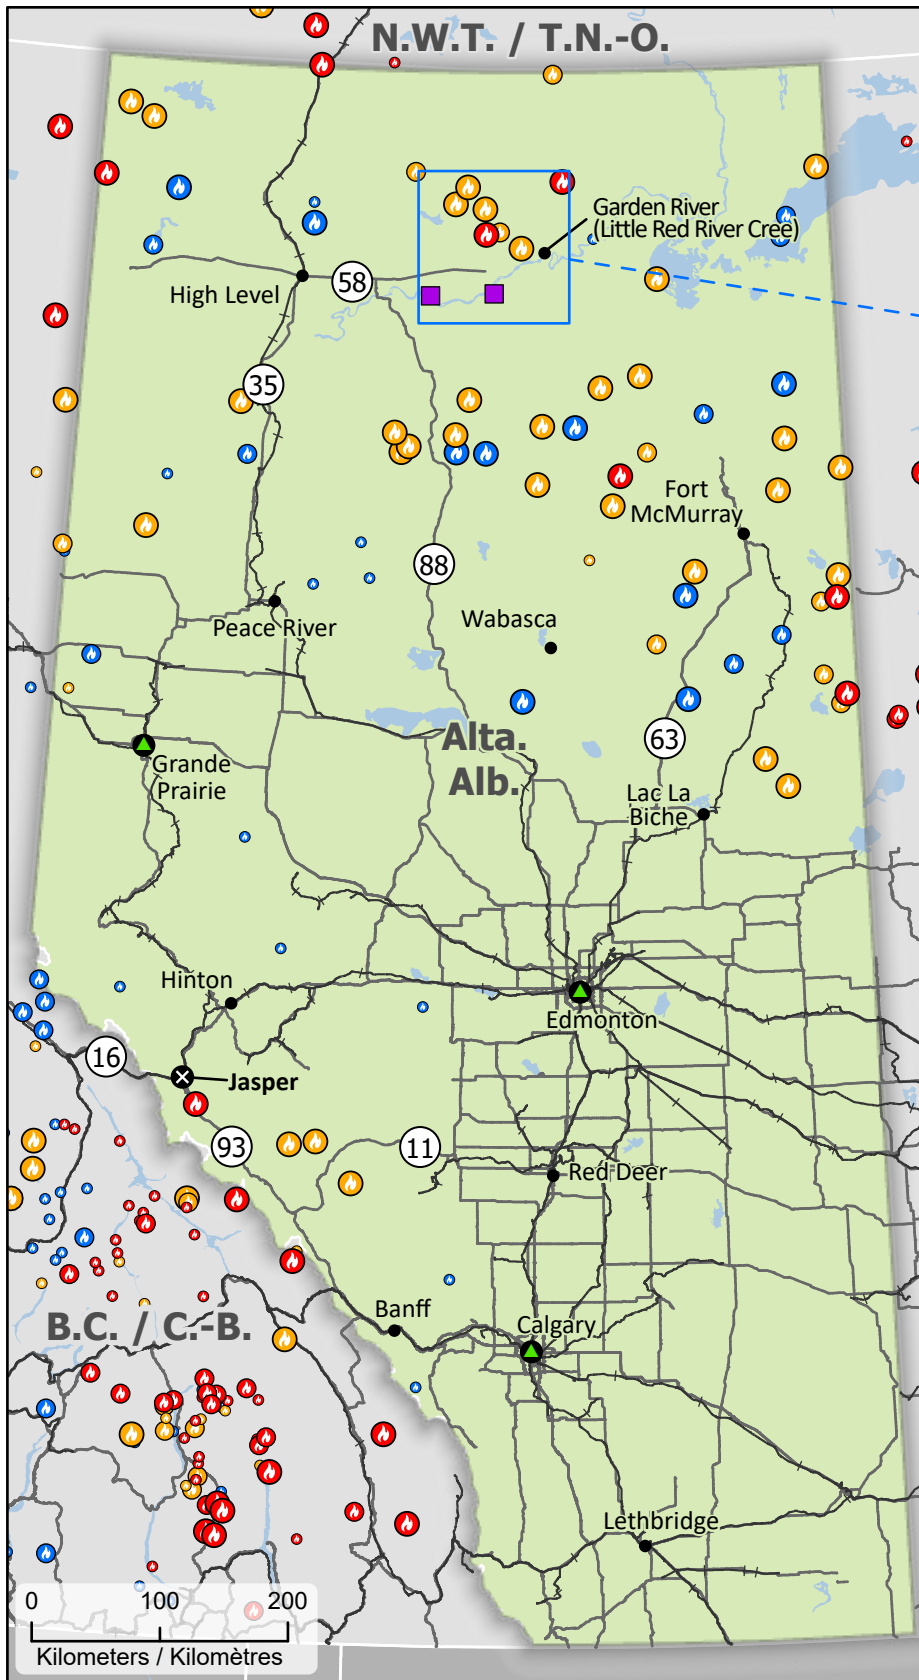 N.W.T. / T.N.-O.
Garden River
(Little Red River Cree)
High Level
58
35
Fort
McMurray
88
Peace River
Wabasca
Alta.
Alb.
63
Grande
Prairie
Lac La
Biche
Hinton
Edmonton
16
Jasper
93
11
Red Deer
B.C. / C.-B.
Banff
Calgary
Lethbridge
0 100 200
Kilometers / Kilomètres